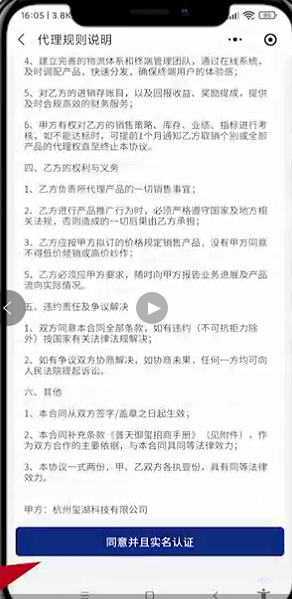 16:05 | 3.8K
代理规则说明
4、建立完善的物流体系和终端管理团队，通过在线系统，
及时调配产品，快速分发，确保终端用户的体验感；
5、对乙方的进销存账目，以及回报收益、奖励提成，提供
及时合规高效的财务服务；
6、甲方有权对乙方的销售策略、库存、业绩、指标进行考
核，如不能达标时，可提前1个月通知乙方取销个别或全部
产品的代理权直至终止本协议。
四、乙方的权利与义务
1、乙方负责所代理产品的一切销售事宜；
2、乙方进行产品推广行为时，必须严格遵守国家及地方相
关法规，否则造成的一切后果由乙方承担；
3、乙方应按甲方拟订的价格规定销售产品，没有甲方同意
不得低价倾销或高价炒作；
5、乙方必须应甲方要求，随时向甲方报告业务进展及产品
流向实际情况。
五、违约责任及争议解决
1、双方同意本合同全部条款，如有违约（不可抗拒力除
外）按国家有关法律法规解决；
2、如有争议双方协商解决，如协商未果，任何一方均可向
人民法院提起诉讼。
六、其他
1、本合同从双方签字/盖章之日起生效；
2、本合同补充条款《普天御玺招商手册》（见附件），作
为双方合作的主要依据，与本合同具同等法律效力；
3、本协议一式两份，甲、乙双方各执壹份，具有同等法律
效力。
甲方：杭州玺湖科技有限公司
同意并且实名认证